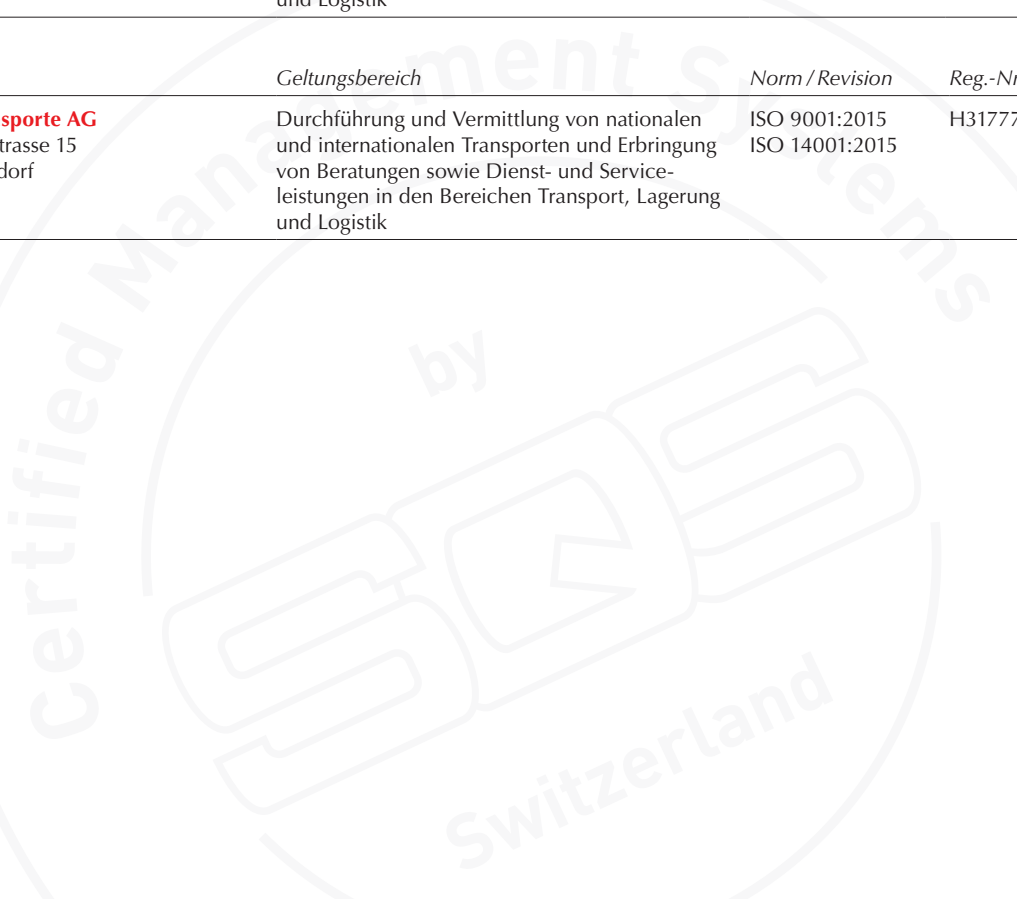 und Logistik
Geltungsbereich Norm / Revision Reg.-Nr
sporte AG Durchführung und Vermittlung von nationalen ISO 9001:2015 H31777
trasse 15 und internationalen Transporten und Erbringung ISO 14001:2015
dorf von Beratungen sowie Dienst- und Service-
leistungen in den Bereichen Transport, Lagerung
und Logistik
Certified Management Systems
by
SQS
Switzerland